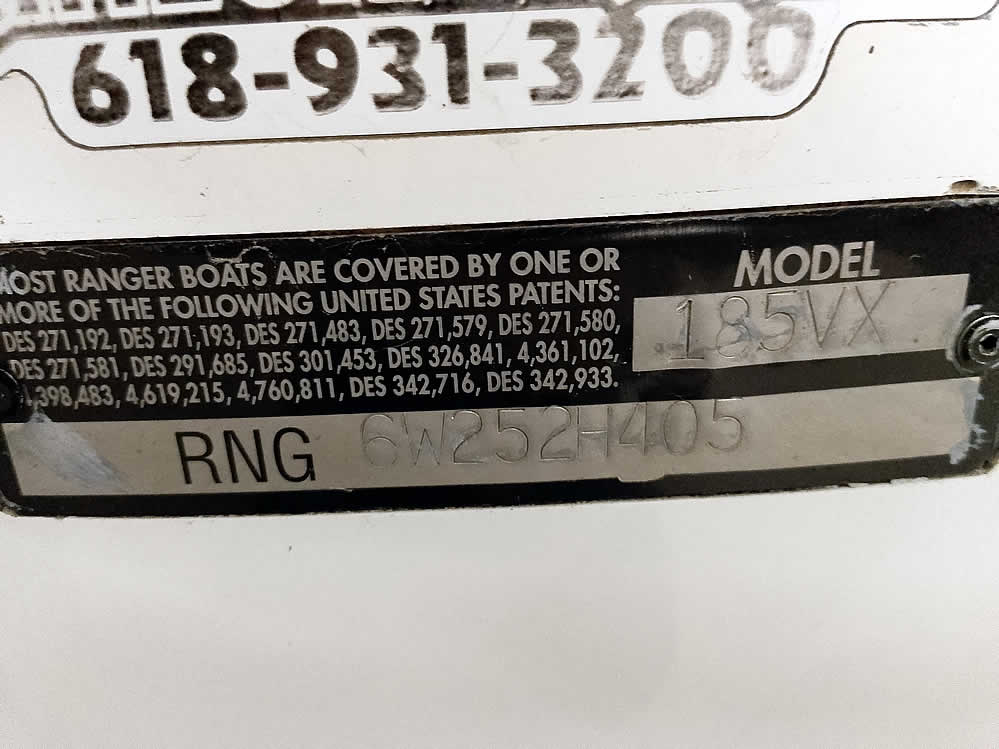 618-931-3200
MOST RANGER BOATS ARE COVERED BY ONE OR
MORE OF THE FOLLOWING UNITED STATES PATENTS:
DES 271,192, DES 271,193, DES 271,483, DES 271,579, DES 271,580,
DES 271,581, DES 291,685, DES 301,453, DES 326,841, 4,361,102,
,398,483, 4,619,215, 4,760,811, DES 342,716, DES 342,933.
MODEL
185VX
RNG 6W252H405